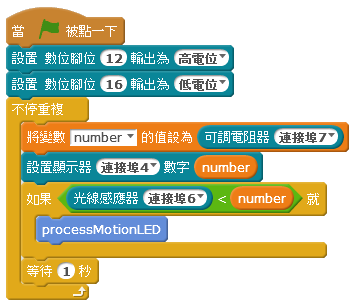 當 被點一下
設置 數位腳位 12 輸出為 高電位
設置 數位腳位 16 輸出為 低電位
不停重複
將變數 number 的值設為 可調電阻器 連接埠7
設置顯示器 連接埠4 數字 number
如果 光線感應器 連接埠6 < number 就
processMotionLED
等待 1 秒